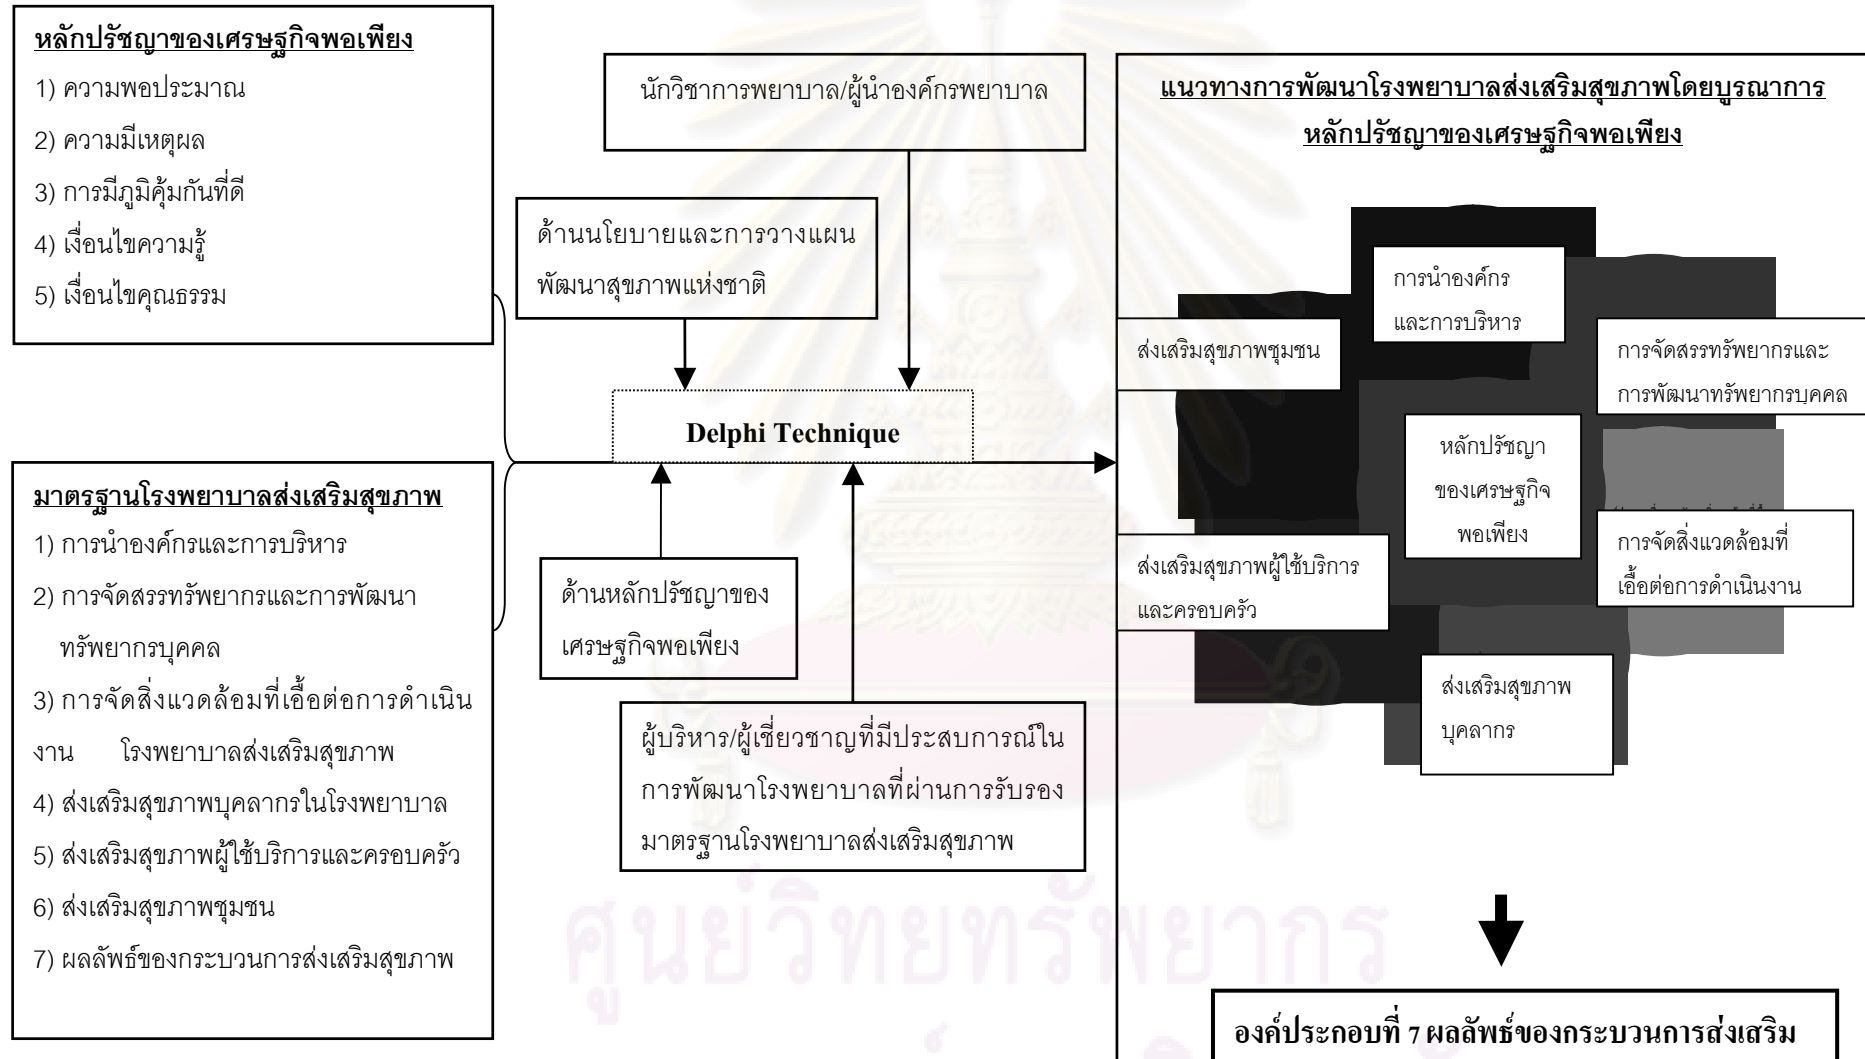 หลักปรัชญาของเศรษฐกิจพอเพียง
1) ความพอประมาณ
2) ความมีเหตุผล
3) การมีภูมิคุ้มกันที่ดี
4) เงื่อนไขความรู้
5) เงื่อนไขคุณธรรม
มาตรฐานโรงพยาบาลส่งเสริมสุขภาพ
1) การนำองค์กรและการบริหาร
2) การจัดสรรทรัพยากรและการพัฒนา
ทรัพยากรบุคคล
3) การจัดสิ่งแวดล้อมที่เอื้อต่อการดำเนิน
งาน โรงพยาบาลส่งเสริมสุขภาพ
4) ส่งเสริมสุขภาพบุคลากรในโรงพยาบาล
5) ส่งเสริมสุขภาพผู้ใช้บริการและครอบครัว
6) ส่งเสริมสุขภาพชุมชน
7) ผลลัพธ์ของกระบวนการส่งเสริมสุขภาพ
นักวิชาการพยาบาล/ผู้นำองค์กรพยาบาล
ด้านนโยบายและการวางแผน
พัฒนาสุขภาพแห่งชาติ
Delphi Technique
ด้านหลักปรัชญาของ
เศรษฐกิจพอเพียง
ผู้บริหาร/ผู้เชี่ยวชาญที่มีประสบการณ์ใน
การพัฒนาโรงพยาบาลที่ผ่านการรับรอง
มาตรฐานโรงพยาบาลส่งเสริมสุขภาพ
แนวทางการพัฒนาโรงพยาบาลส่งเสริมสุขภาพโดยบูรณาการ
หลักปรัชญาของเศรษฐกิจพอเพียง
การนำองค์กร
และการบริหาร
ส่งเสริมสุขภาพชุมชน
การจัดสรรทรัพยากรและ
การพัฒนาทรัพยากรบุคคล
หลักปรัชญา
ของเศรษฐกิจ
พอเพียง
การจัดสิ่งแวดล้อมที่
เอื้อต่อการดำเนินงาน
ส่งเสริมสุขภาพผู้ใช้บริการ
และครอบครัว
ส่งเสริมสุขภาพ
บุคลากร
องค์ประกอบที่ 7 ผลลัพธ์ของกระบวนการส่งเสริม
ศูนย์วิทยทรัพยากร